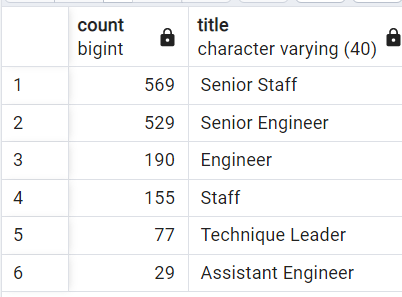 count title
bigint character varying (40)
1 569 Senior Staff
2 529 Senior Engineer
3 190 Engineer
4 155 Staff
5 77 Technique Leader
6 29 Assistant Engineer